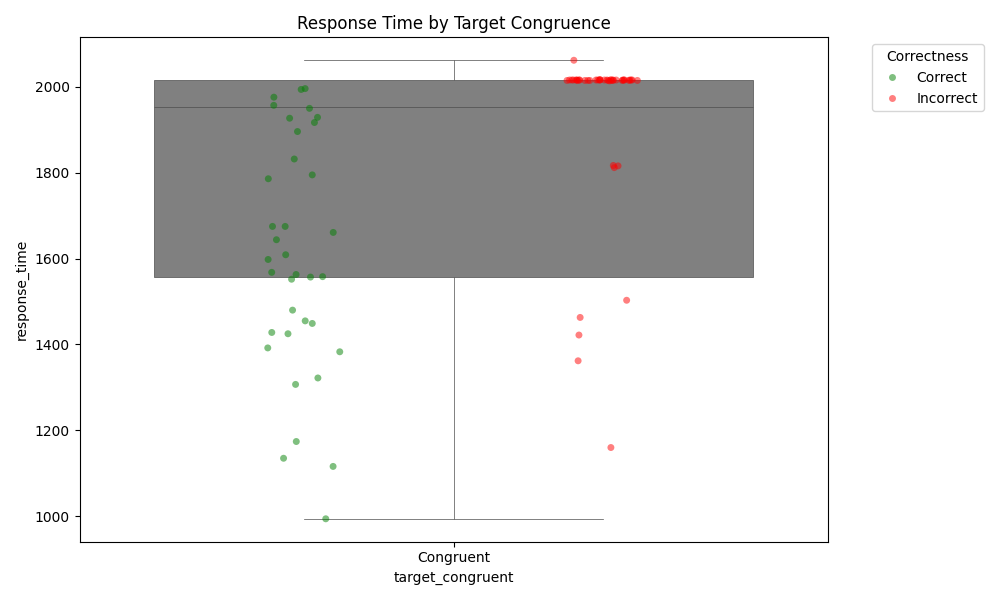 Response Time by Target Congruence
Correctness
Correct
Incorrect
response_time
2000
1800
1600
1400
1200
1000
Congruent
target_congruent